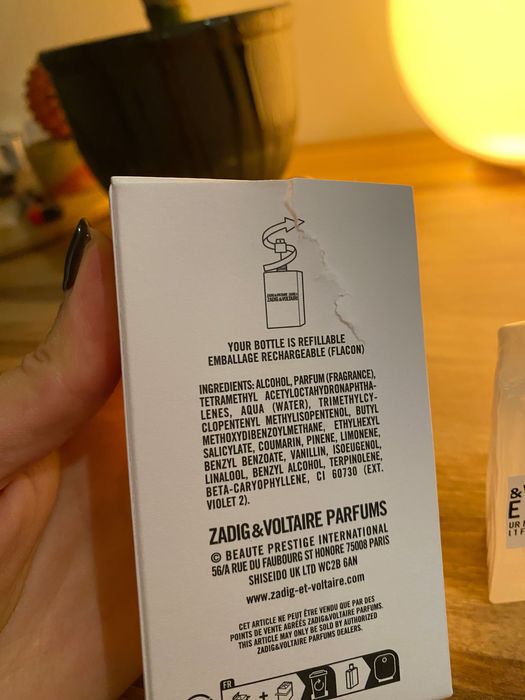 ZADIG&VOLTAIRE
YOUR BOTTLE IS REFILLABLE
EMBALLAGE RECHARGEABLE (FLACON)
INGREDIENTS: ALCOHOL, PARFUM (FRAGRANCE),
TETRAMETHYL ACETYLOCTAHYDRONAPHTHA-
LENES, AQUA (WATER), TRIMETHYLCY-
CLOPENTENYL METHYLISOPENTENOL, BUTYL
METHOXYDIBENZOYLMETHANE, ETHYLHEXYL
SALICYLATE, COUMARIN, PINENE, LIMONENE,
BENZYL BENZOATE, VANILLIN, ISOEUGENOL,
LINALOOL, BENZYL ALCOHOL, TERPINOLENE,
BETA-CARYOPHYLLENE, CI 60730 (EXT.
VIOLET 2).
ZADIG&VOLTAIRE PARFUMS
© BEAUTE PRESTIGE INTERNATIONAL
56/A RUE DU FAUBOURG ST HONORE 75008 PARIS
SHISEIDO UK LTD WC2B 6AN
www.zadig-et-voltaire.com
CET ARTICLE NE PEUT ÊTRE VENDU QUE PAR DES
POINTS DE VENTE AGRÉÉS ZADIG&VOLTAIRE PARFUMS.
THIS ARTICLE MAY ONLY BE SOLD BY AUTHORIZED
ZADIG&VOLTAIRE PARFUMS DEALERS.
FR